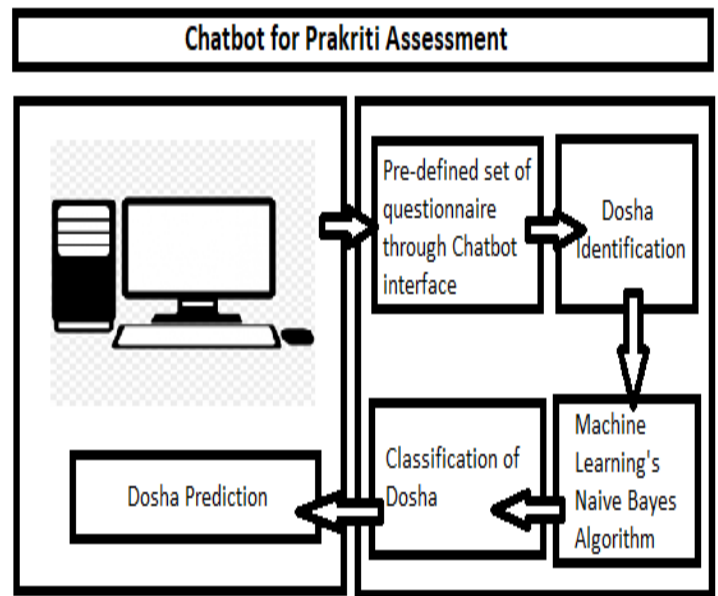 Chatbot for Prakriti Assessment
Pre-defined set of
questionnaire
through Chatbot
interface
Dosha
Identification
Machine
Learning's
Naive Bayes
Algorithm
Classification of
Dosha
Dosha Prediction